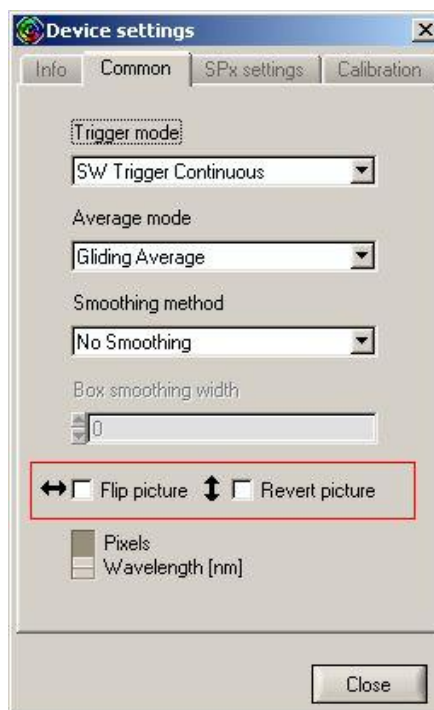 Device settings
Info Common SPx settings Calibration
Trigger mode
SW Trigger Continuous
Average mode
Gliding Average
Smoothing method
No Smoothing
Box smoothing width
0
Flip picture Revert picture
Pixels
Wavelength [nm]
Close